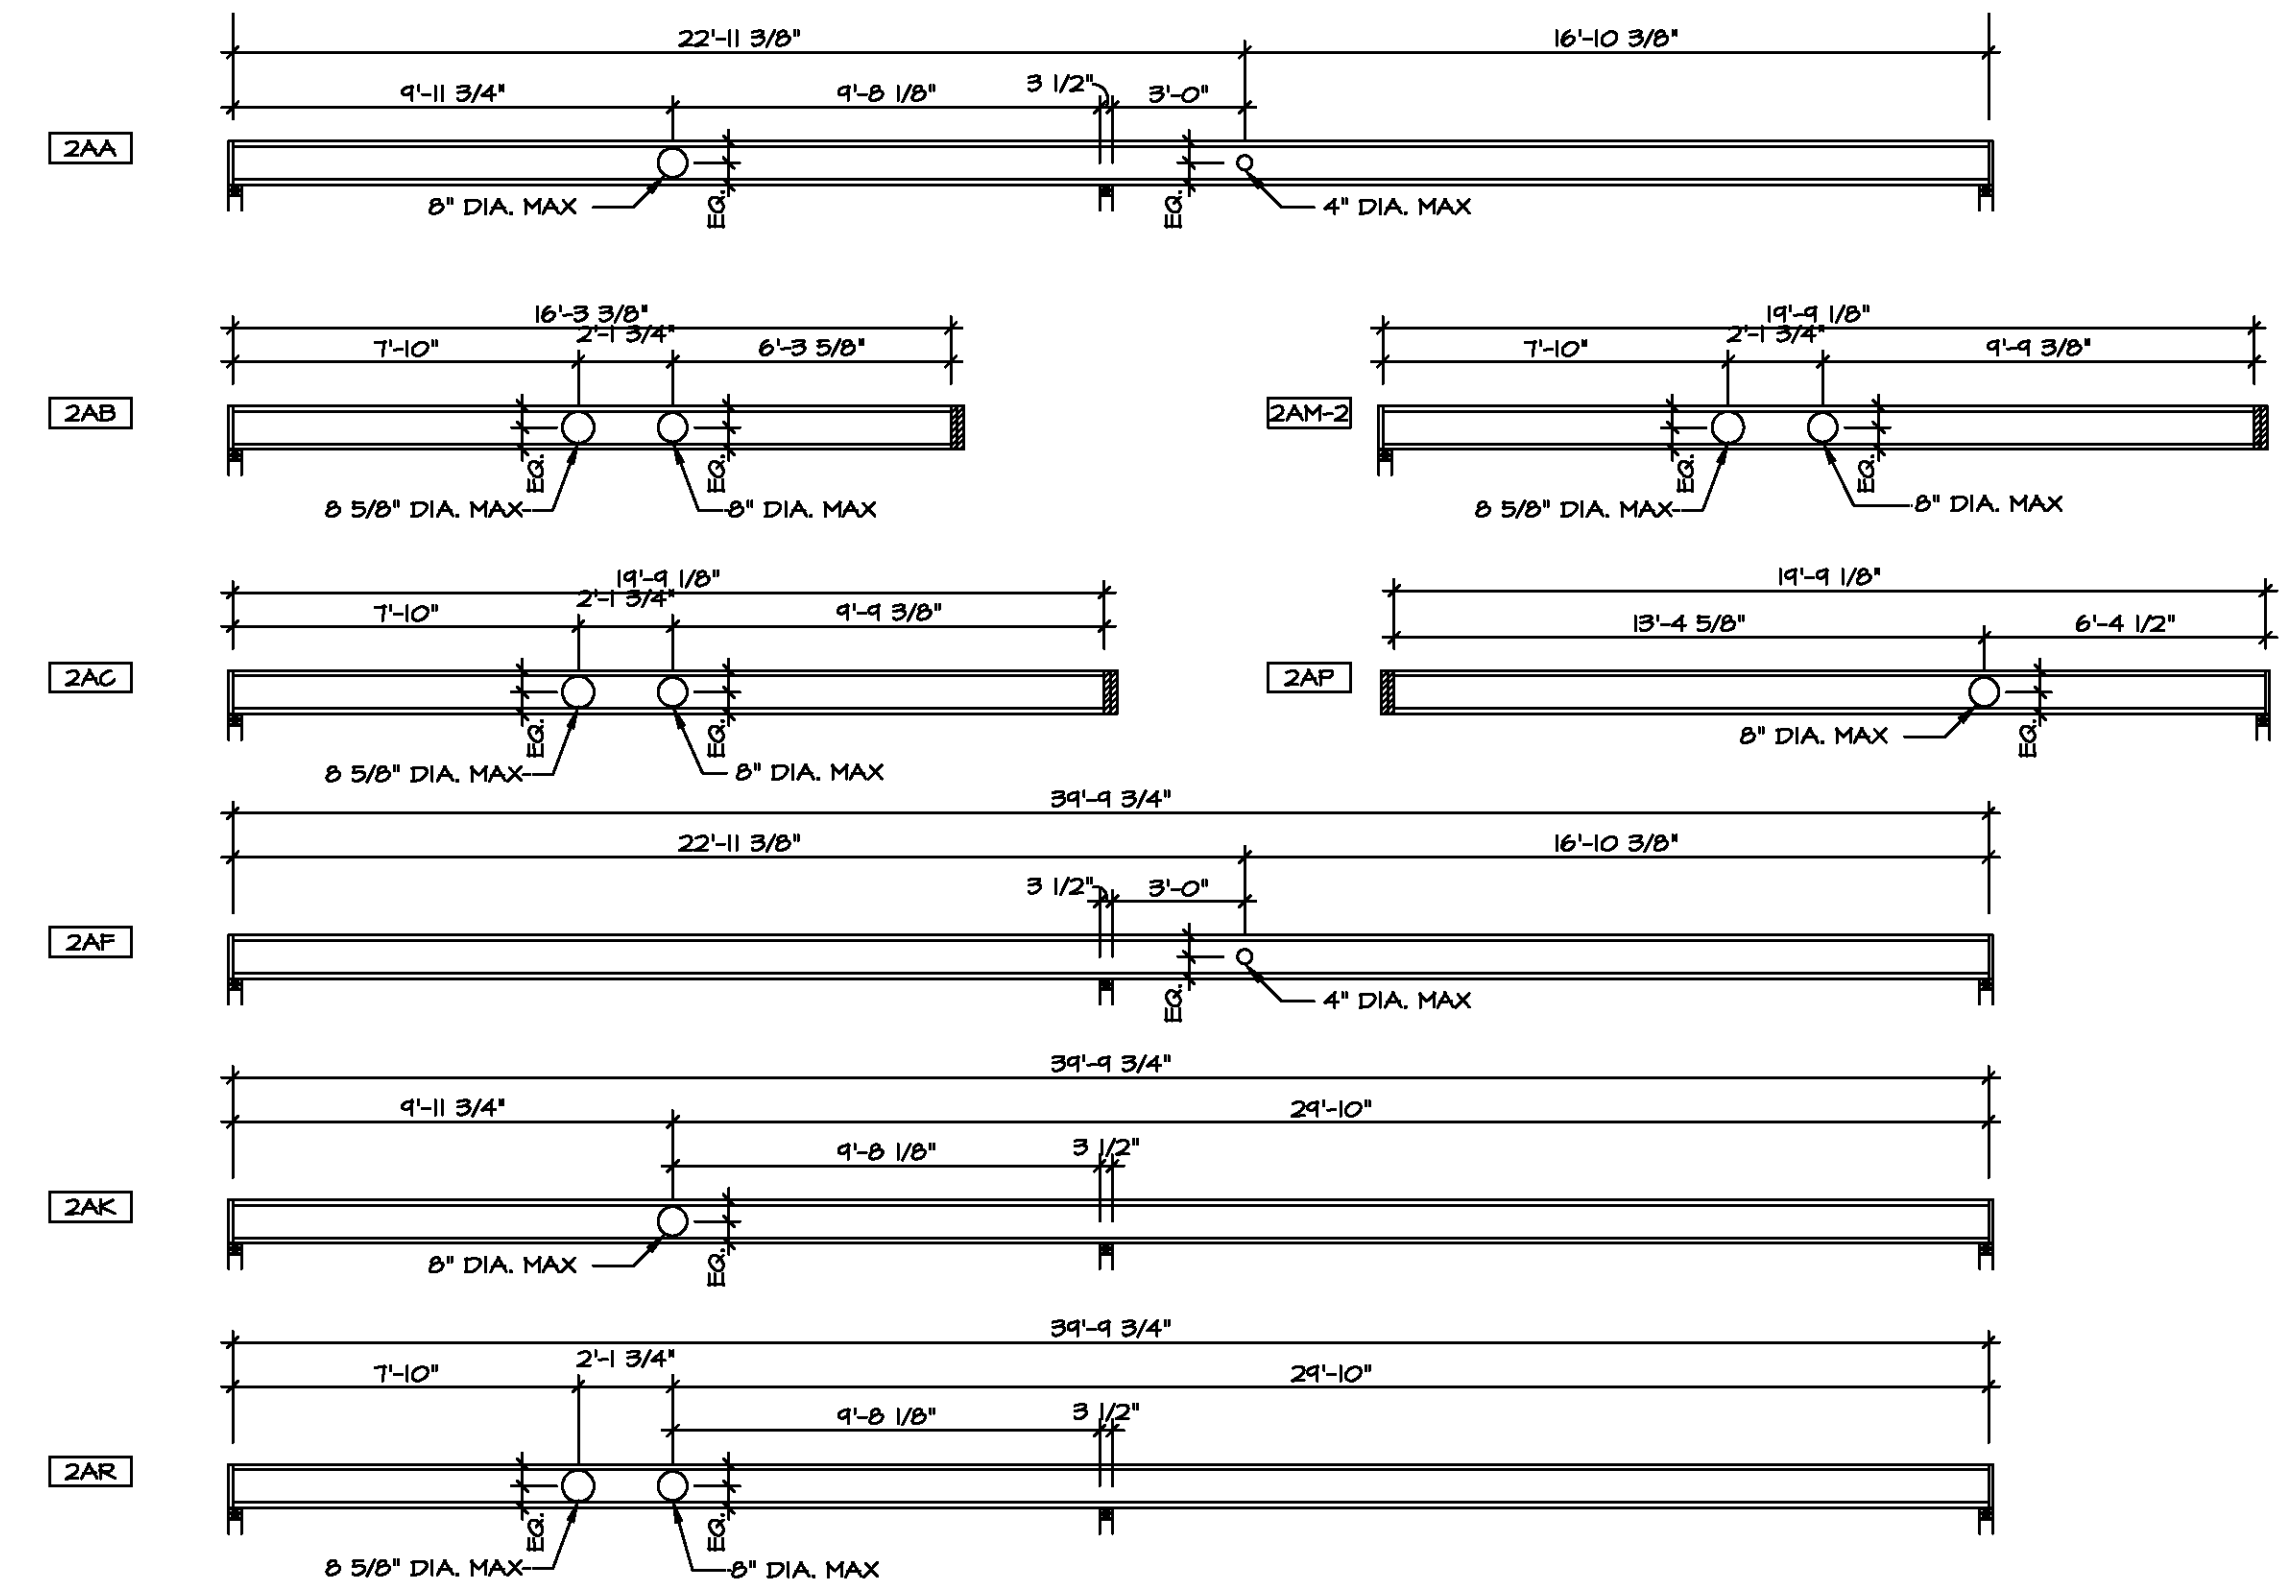 22'-11 3/8" 16'-10 3/8"
9'-11 3/4" 9'-8 1/8" 3 1/2" 3'-0"
2AA
8" DIA. MAX EQ. EQ. 4" DIA. MAX
16'-3 3/8" 19'-9 1/8"
7'-10" 2'-1 3/4" 6'-3 5/8" 7'-10" 2'-1 3/4" 9'-9 3/8"
2AB 2AM-2
EQ. EQ. EQ. EQ.
8 5/8" DIA. MAX 8" DIA. MAX 8 5/8" DIA. MAX 8" DIA. MAX
19'-9 1/8" 19'-9 1/8"
7'-10" 2'-1 3/4" 9'-9 3/8" 13'-4 5/8" 6'-4 1/2"
2AC 2AP
EQ. EQ. 8" DIA. MAX EQ.
8 5/8" DIA. MAX 8" DIA. MAX
39'-9 3/4"
22'-11 3/8" 16'-10 3/8"
3 1/2" 3'-0"
2AF
EQ. 4" DIA. MAX
39'-9 3/4"
9'-11 3/4" 29'-10"
9'-8 1/8" 3 1/2"
2AK
8" DIA. MAX EQ.
39'-9 3/4"
7'-10" 2'-1 3/4" 29'-10"
9'-8 1/8" 3 1/2"
2AR
EQ. EQ.
8 5/8" DIA. MAX 8" DIA. MAX